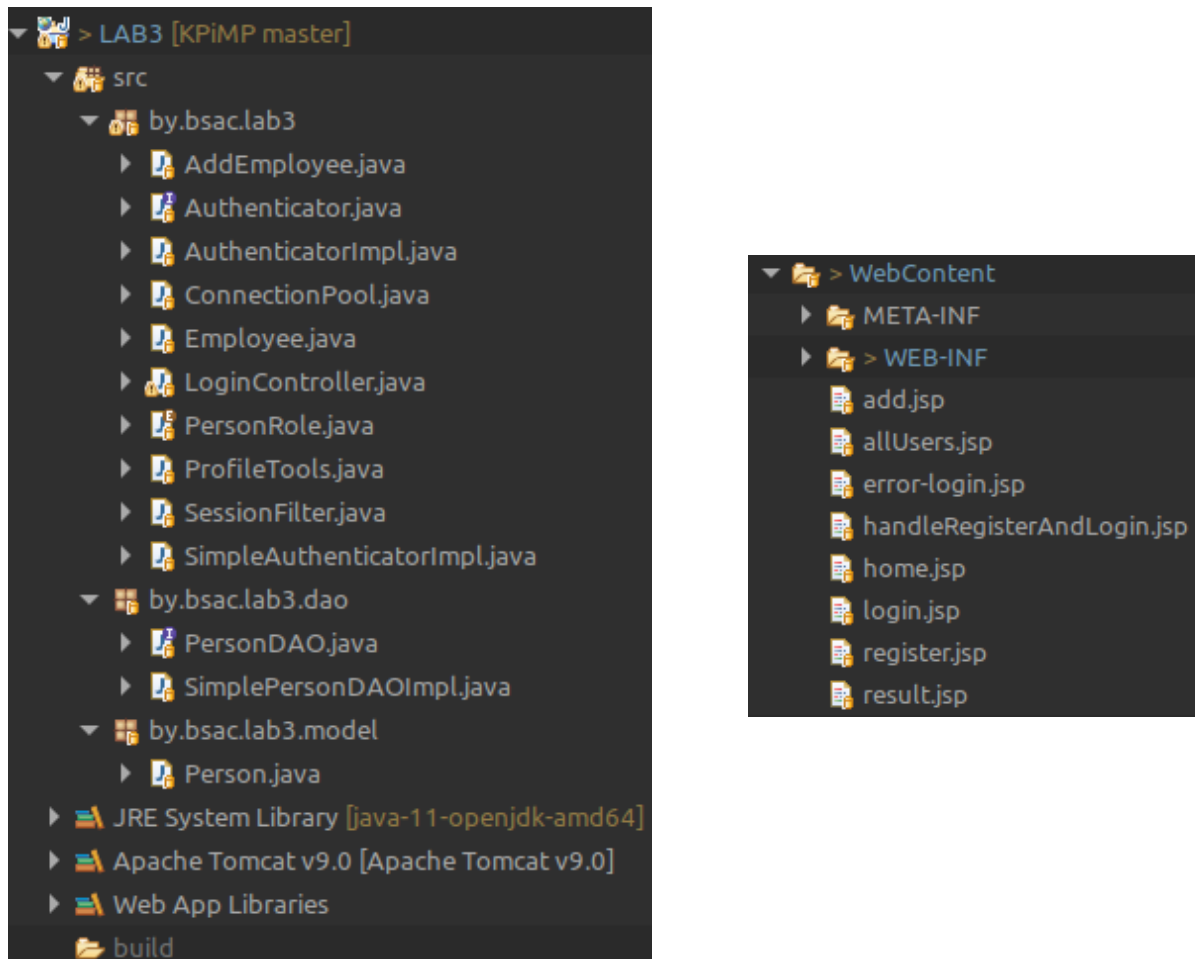 > LAB3 [KPiMP master]
src
by.bsac.lab3
AddEmployee.java
Authenticator.java
AuthenticatorImpl.java
ConnectionPool.java
Employee.java
LoginController.java
PersonRole.java
ProfileTools.java
SessionFilter.java
SimpleAuthenticatorImpl.java
by.bsac.lab3.dao
PersonDAO.java
SimplePersonDAOImpl.java
by.bsac.lab3.model
Person.java
JRE System Library [java-11-openjdk-amd64]
Apache Tomcat v9.0 [Apache Tomcat v9.0]
Web App Libraries
build
> WebContent
META-INF
> WEB-INF
add.jsp
allUsers.jsp
error-login.jsp
handleRegisterAndLogin.jsp
home.jsp
login.jsp
register.jsp
result.jsp